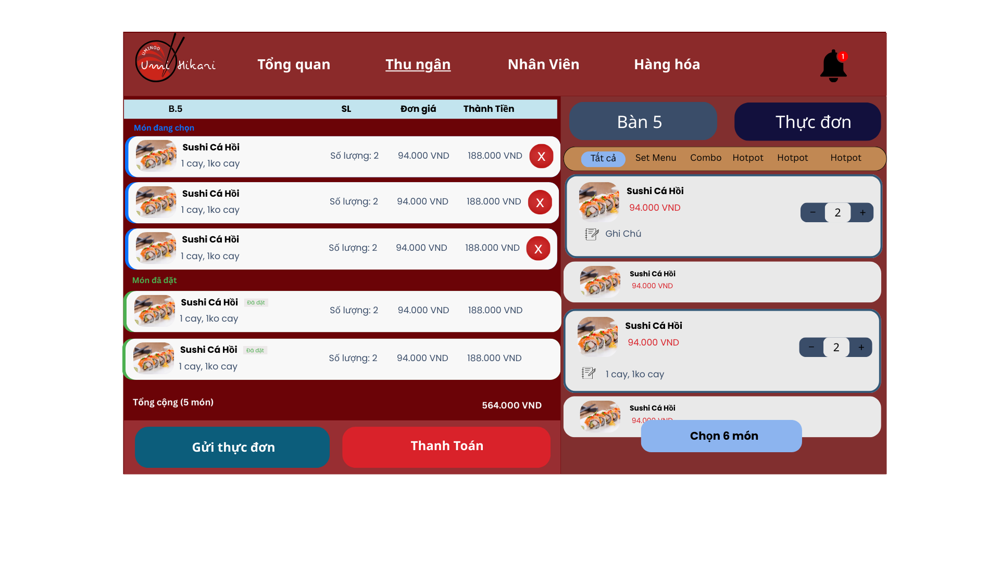 UMINOO
Umi Hikari
Tổng quan
Thu ngân
Nhân Viên
Hàng hóa
1
B.5
SL
Đơn giá
Thành Tiền
Món đang chọn
Sushi Cá Hồi
1 cay, 1ko cay
Số lượng: 2
94.000 VND
188.000 VND
X
Sushi Cá Hồi
1 cay, 1ko cay
Số lượng: 2
94.000 VND
188.000 VND
X
Sushi Cá Hồi
1 cay, 1ko cay
Số lượng: 2
94.000 VND
188.000 VND
X
Món đã đặt
Sushi Cá Hồi
Đã đặt
1 cay, 1ko cay
Số lượng: 2
94.000 VND
188.000 VND
Sushi Cá Hồi
Đã đặt
1 cay, 1ko cay
Số lượng: 2
94.000 VND
188.000 VND
Tổng cộng (5 món)
564.000 VND
Gửi thực đơn
Thanh Toán
Bàn 5
Thực đơn
Tất cả
Set Menu
Combo
Hotpot
Hotpot
Hotpot
Sushi Cá Hồi
94.000 VND
− 2 +
Ghi Chú
Sushi Cá Hồi
94.000 VND
Sushi Cá Hồi
94.000 VND
− 2 +
1 cay, 1ko cay
Sushi Cá Hồi
94.000 VND
Chọn 6 món